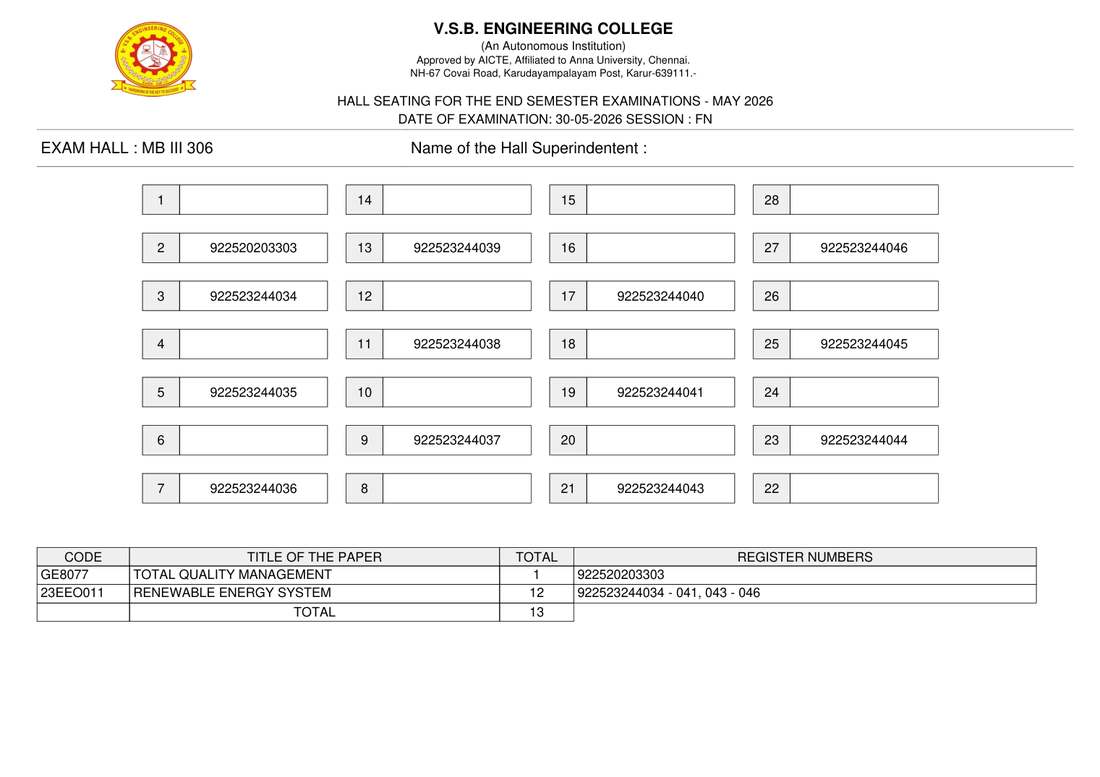 V.S.B. ENGINEERING COLLEGE
(An Autonomous Institution)
Approved by AICTE, Affiliated to Anna University, Chennai.
NH-67 Covai Road, Karudayampalayam Post, Karur-639111.-
HALL SEATING FOR THE END SEMESTER EXAMINATIONS - MAY 2026
DATE OF EXAMINATION: 30-05-2026 SESSION : FN
EXAM HALL : MB III 306 Name of the Hall Superindentent :
1 14 15 28
2 922520203303 13 922523244039 16 27 922523244046
3 922523244034 12 17 922523244040 26
4 11 922523244038 18 25 922523244045
5 922523244035 10 19 922523244041 24
6 9 922523244037 20 23 922523244044
7 922523244036 8 21 922523244043 22
CODE TITLE OF THE PAPER TOTAL REGISTER NUMBERS
GE8077 TOTAL QUALITY MANAGEMENT 1 922520203303
23EEO011 RENEWABLE ENERGY SYSTEM 12 922523244034 - 041, 043 - 046
TOTAL 13